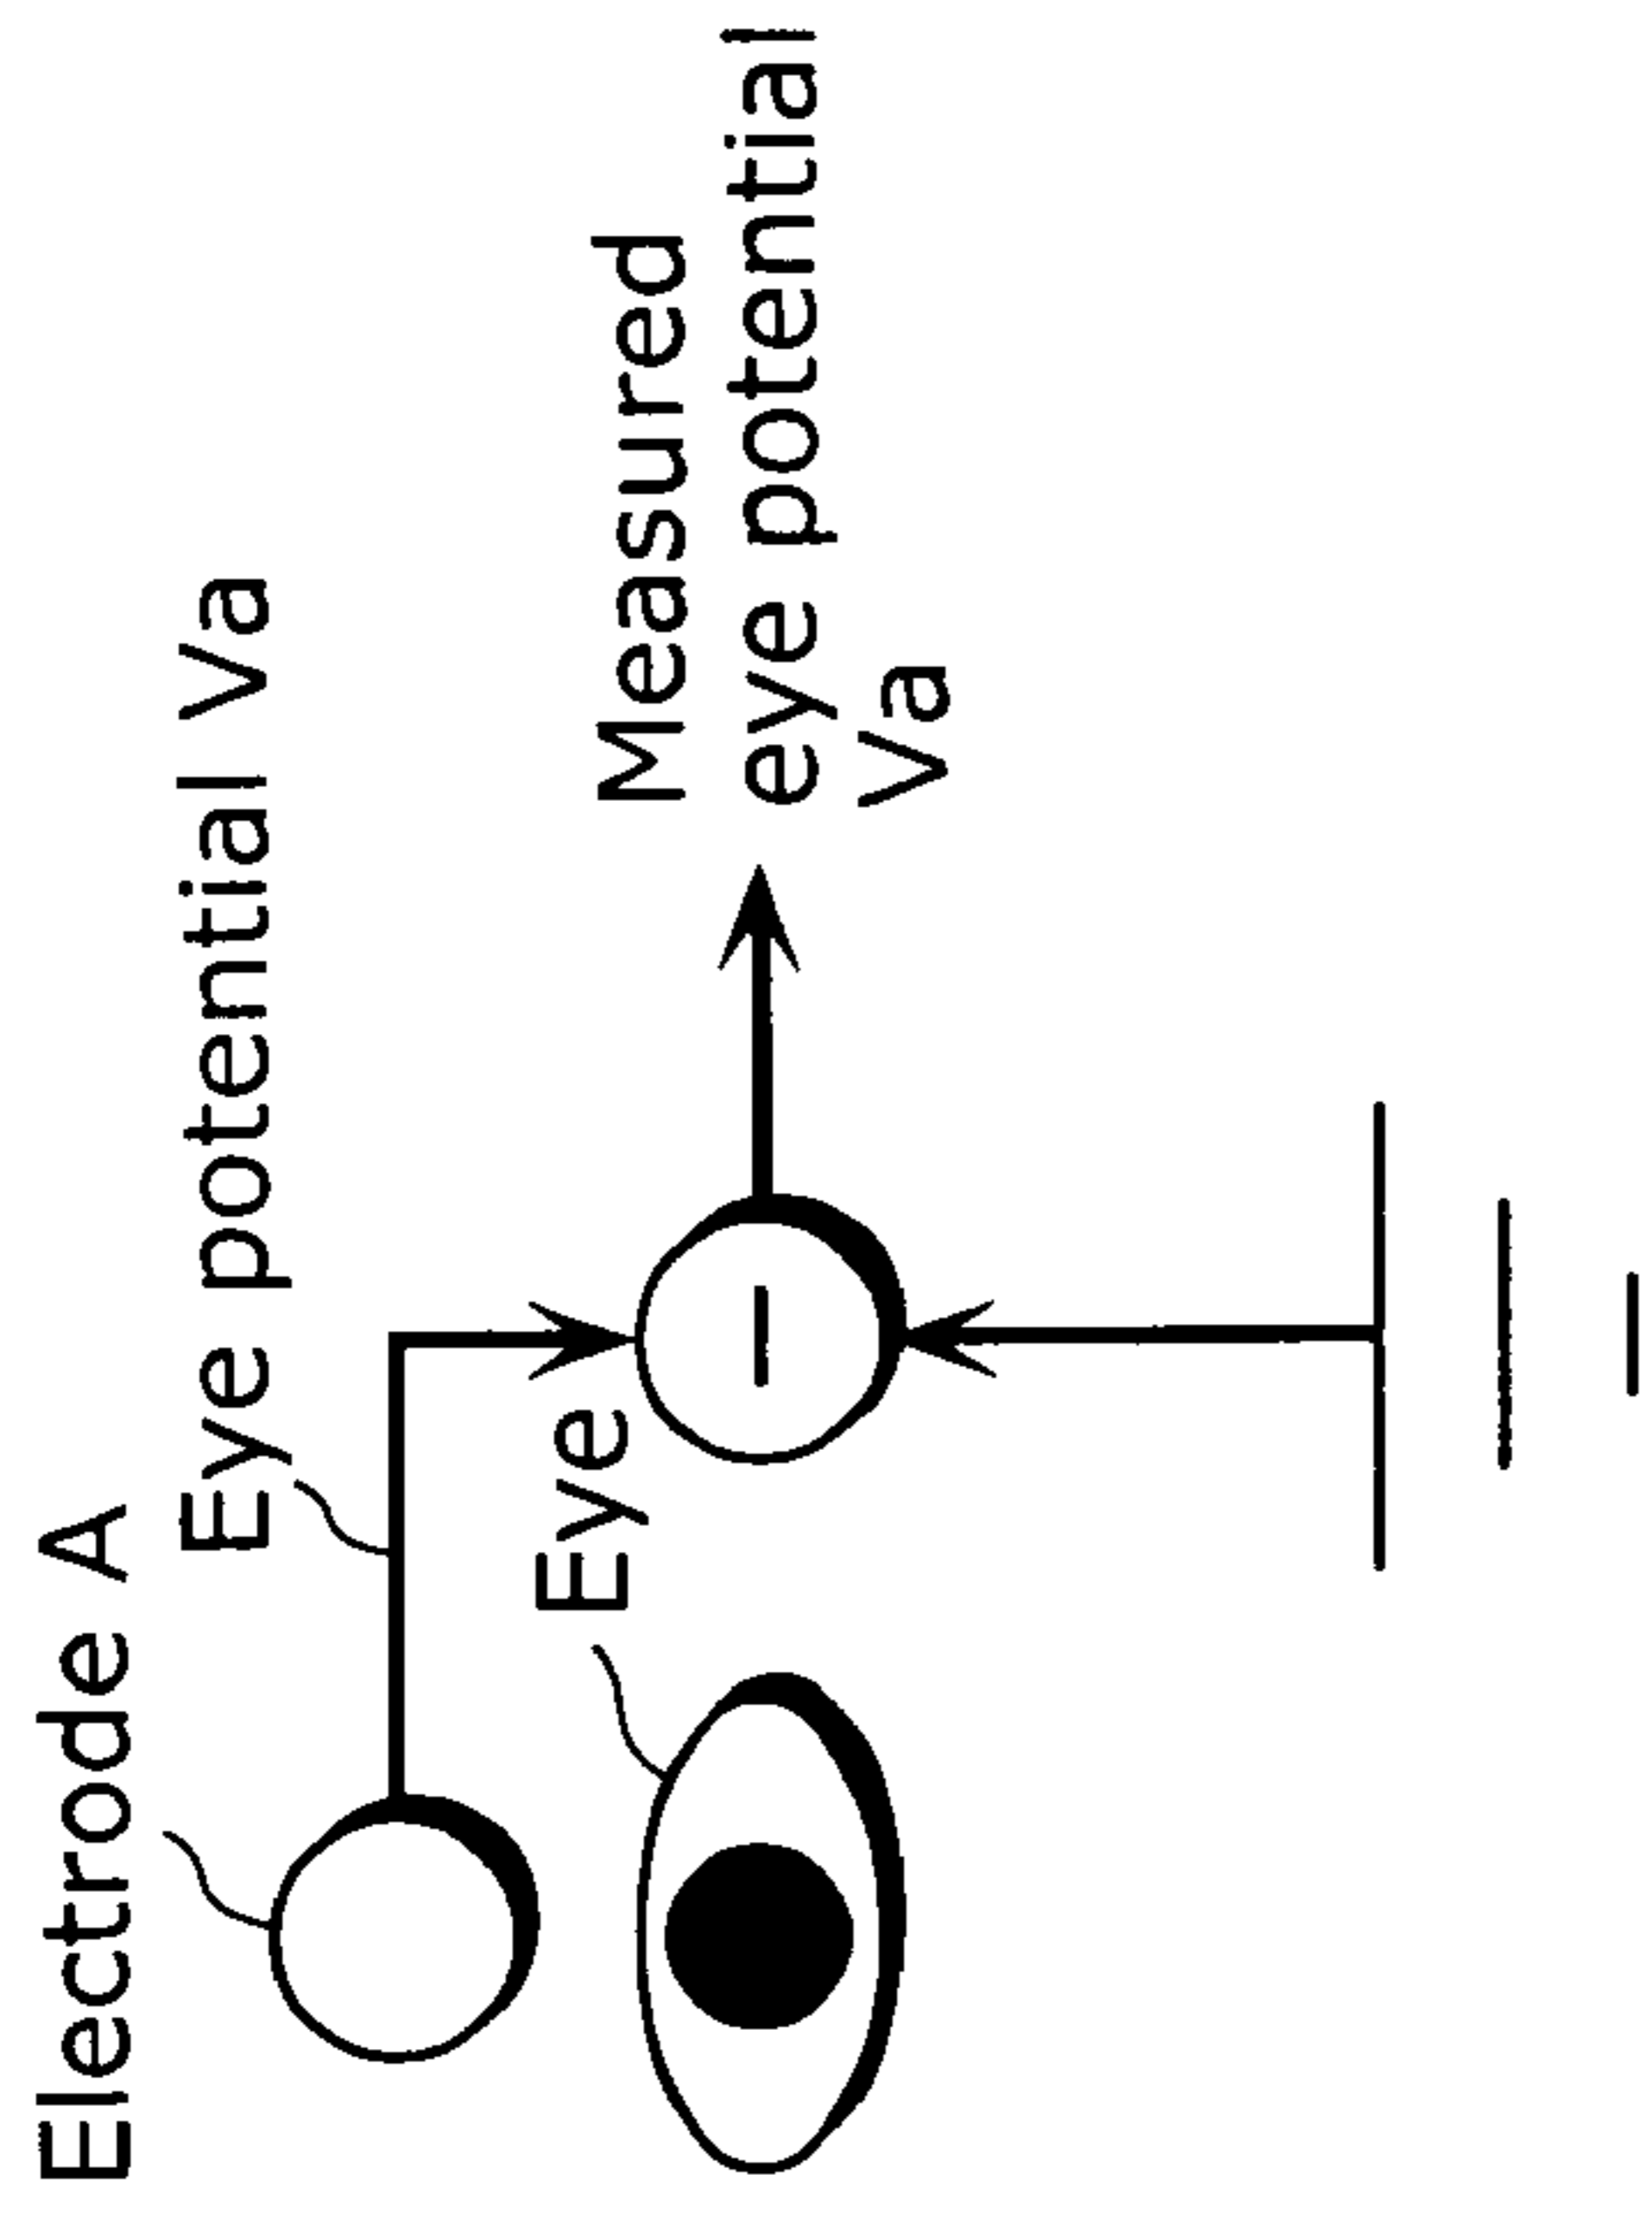 Electrode A
Eye potential Va
Eye
Measured
eye potential
Va